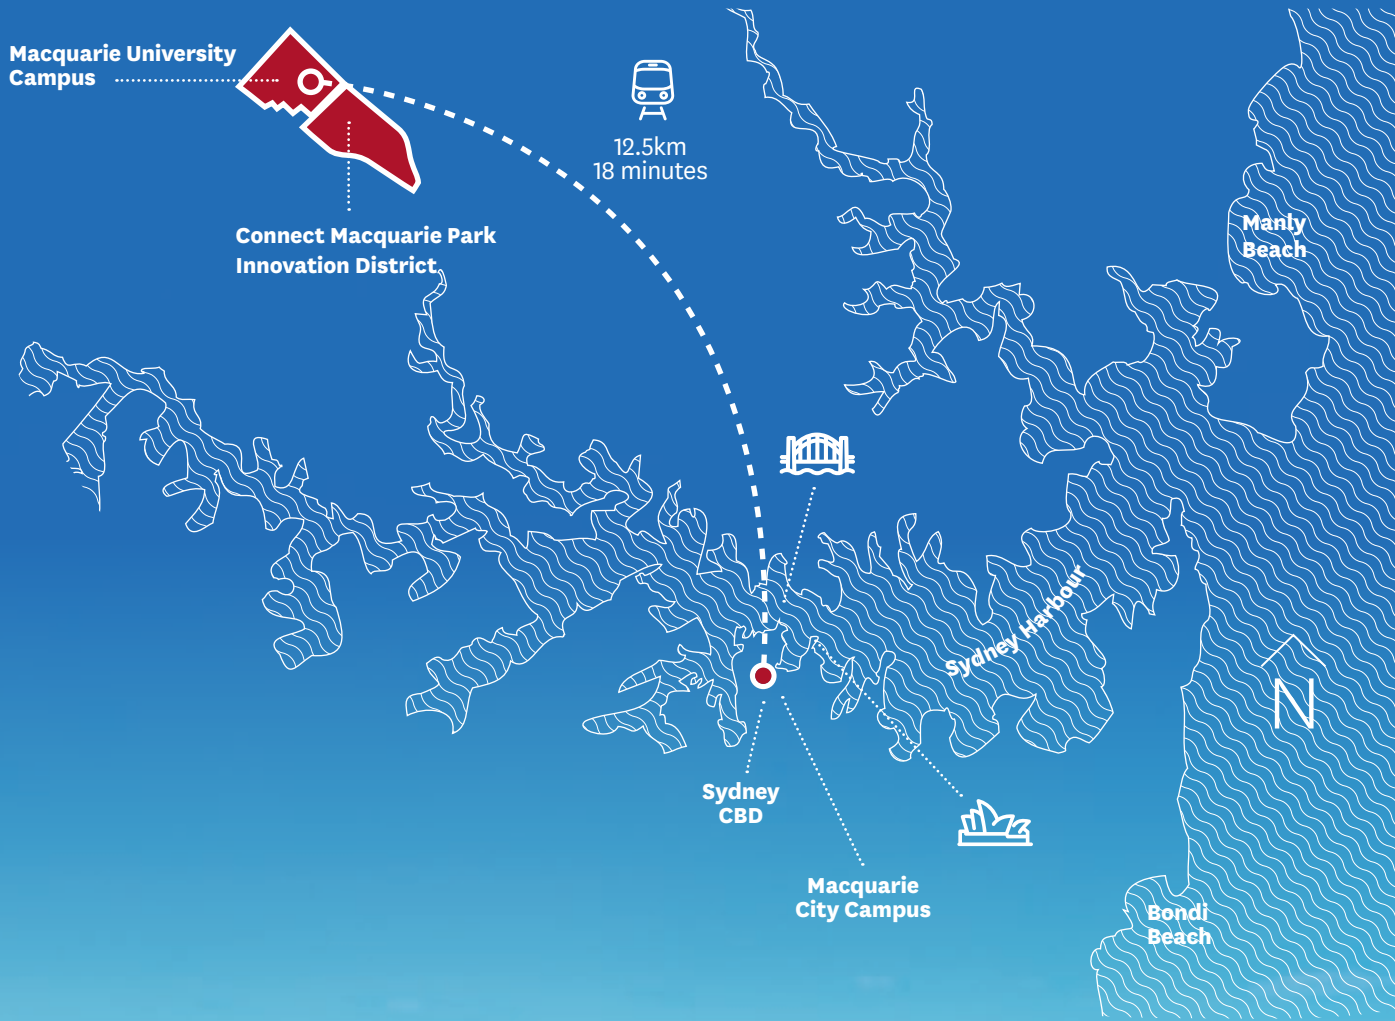 Macquarie University
Campus
12.5km
18 minutes
Connect Macquarie Park
Innovation District
Manly
Beach
Sydney Harbour
N
Sydney
CBD
Macquarie
City Campus
Bondi
Beach